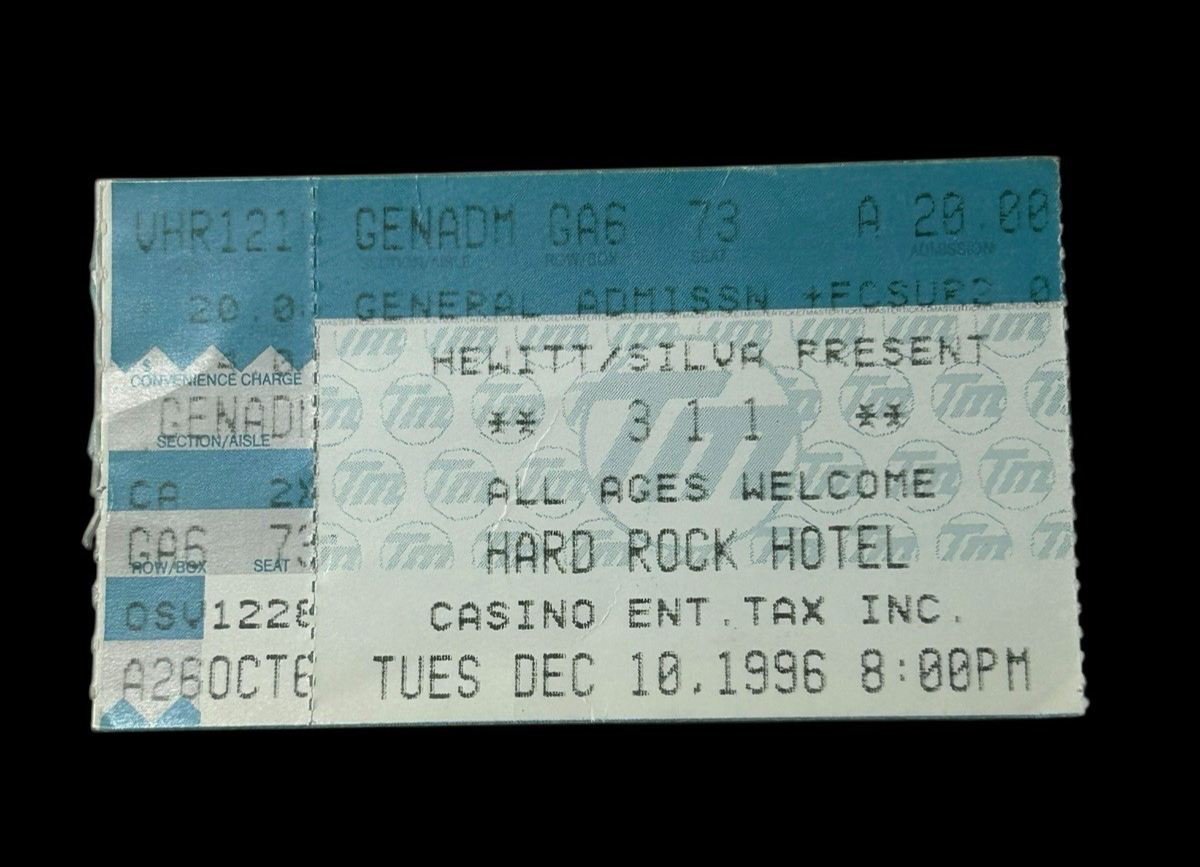 VHR121 GENADM GA6 73 A 20.00
SECTION/AISLE ROW/BOX SEAT ADMISSION
20.0 GENERAL ADMISSN
HEWITT/SILVA PRESENT
CONVENIENCE CHARGE
GENAD
SECTION/AISLE
** 3 1 1 **
CA 2X
ALL AGES WELCOME
GA6 73
ROW/BOX SEAT
HARD ROCK HOTEL
CASINO ENT.TAX INC.
A26OCT6
TUES DEC 10,1996 8:00PM
Tm